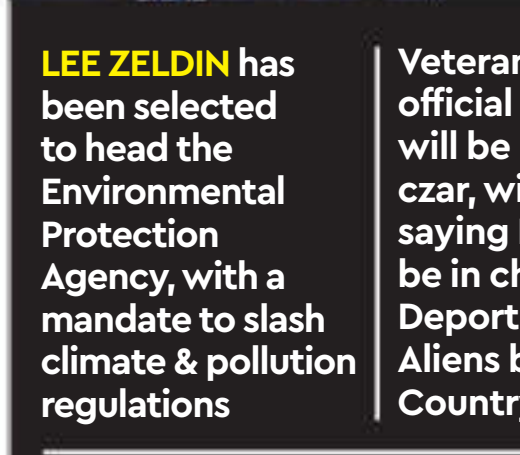 LEE ZELDIN has
been selected
to head the
Environmental
Protection
Agency, with a
mandate to slash
climate & pollution
regulations
official
will be
czar,
saying
be in
Aliens